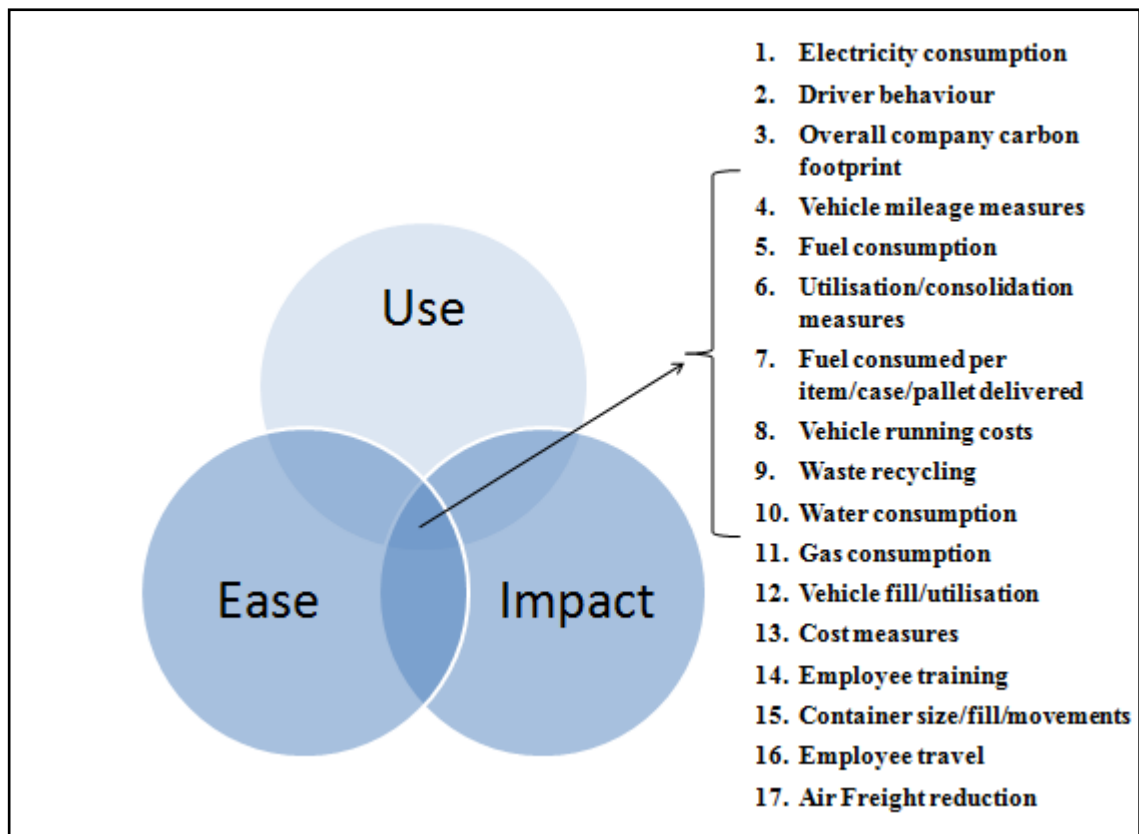 Use
Ease
Impact
1. Electricity consumption
2. Driver behaviour
3. Overall company carbon
footprint
4. Vehicle mileage measures
5. Fuel consumption
6. Utilisation/consolidation
measures
7. Fuel consumed per
item/case/pallet delivered
8. Vehicle running costs
9. Waste recycling
10. Water consumption
11. Gas consumption
12. Vehicle fill/utilisation
13. Cost measures
14. Employee training
15. Container size/fill/movements
16. Employee travel
17. Air Freight reduction